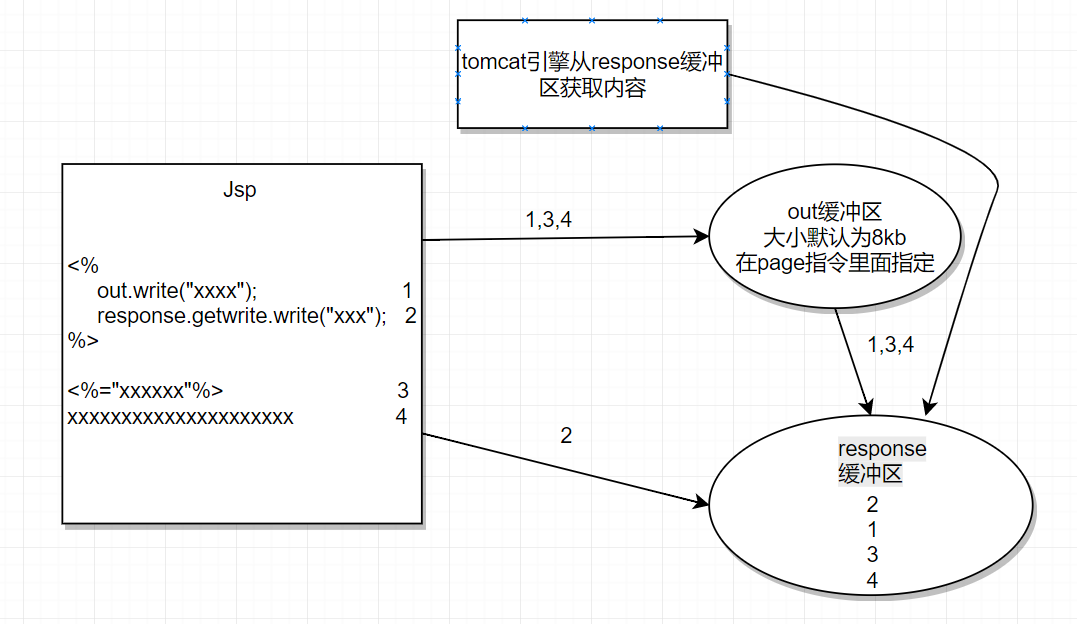 tomcat引擎从response缓冲
区获取内容
Jsp
<%
out.write("xxxx"); 1
response.getwrite.write("xxx"); 2
%>
<%="xxxxxx"%> 3
xxxxxxxxxxxxxxxxxxxxx 4
1,3,4
out缓冲区
大小默认为8kb
在page指令里面指定
1,3,4
2
response
缓冲区
2
1
3
4